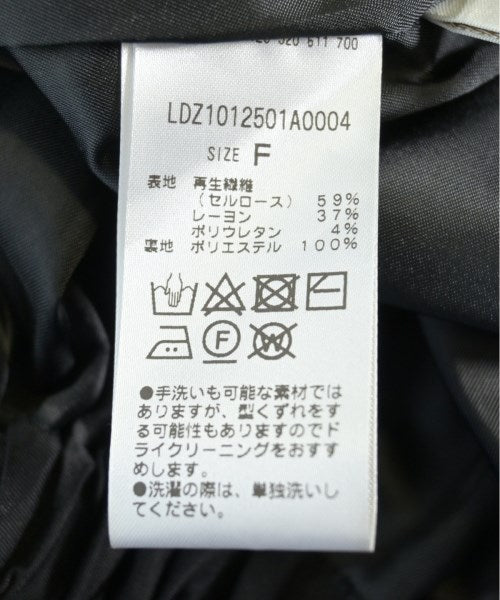 520 511 700
LDZ1012501A0004
SIZE F
表地 再生繊維
(セルロース) 59%
レーヨン 37%
ポリウレタン 4%
裏地 ポリエステル 100%
F
W
●手洗いも可能な素材では
ありますが、型くずれをす
る可能性もありますのでド
ライクリーニングをおすす
めします。
●洗濯の際は、単独洗いし
てください。